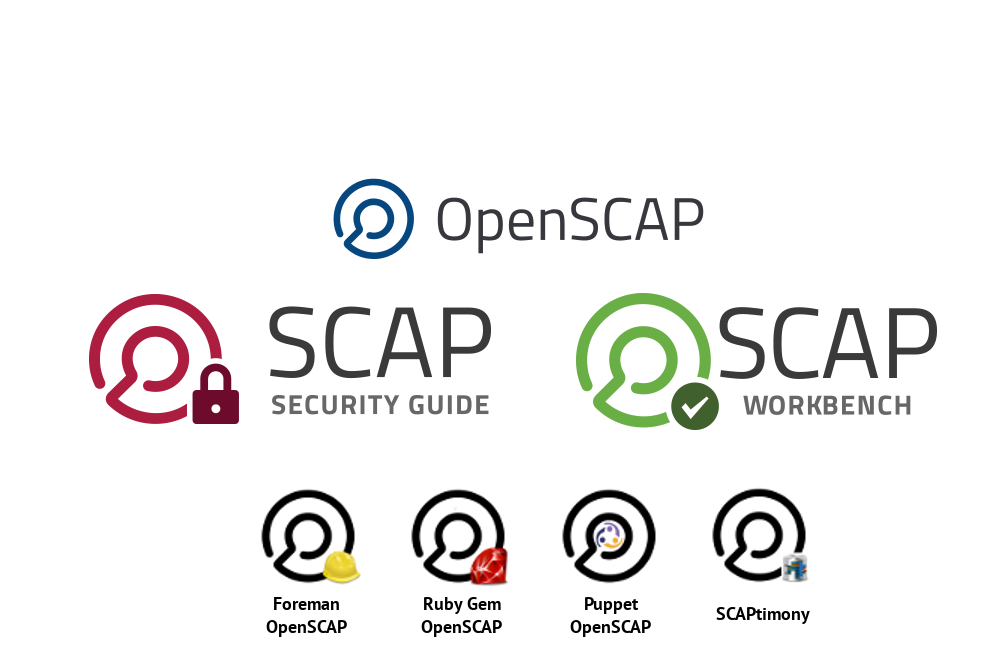 OpenSCAP
SCAP
SECURITY GUIDE
SCAP
WORKBENCH
Foreman
OpenSCAP
Ruby Gem
OpenSCAP
Puppet
OpenSCAP
SCAPtimony